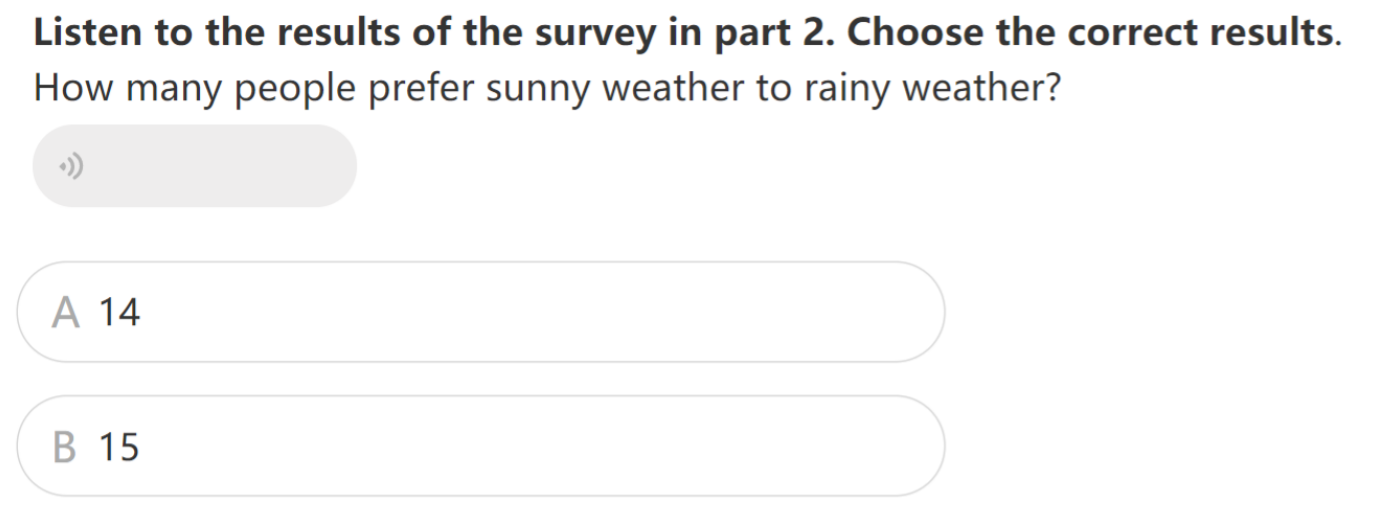 Listen to the results of the survey in part 2. Choose the correct results.
How many people prefer sunny weather to rainy weather?
A 14
B 15